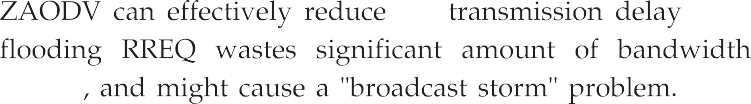 ZAODV can effectively reduce transmission delay
flooding RREQ wastes significant amount of bandwidth
, and might cause a "broadcast storm" problem.